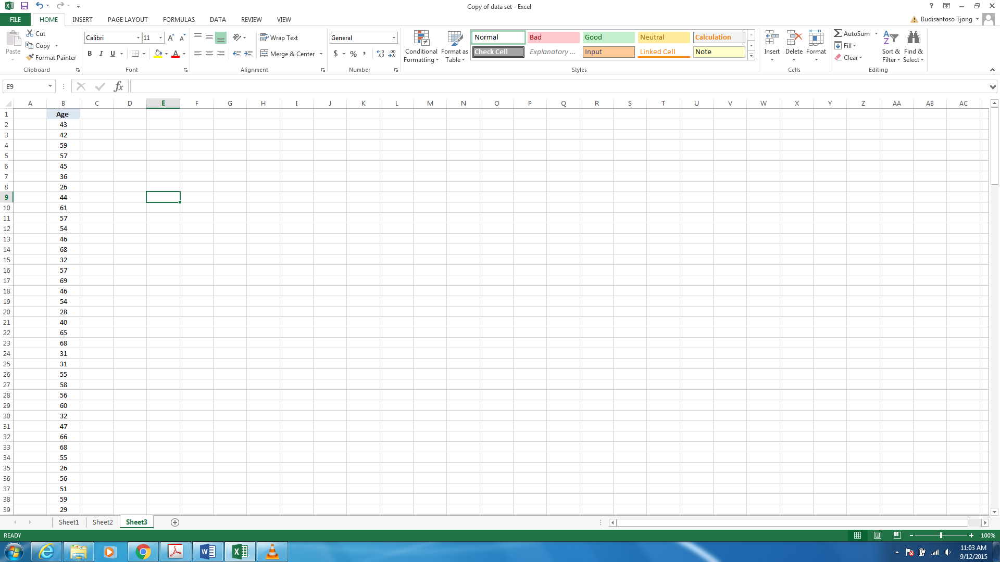 Copy of data set - Excel
?
FILE HOME INSERT PAGE LAYOUT FORMULAS DATA REVIEW VIEW
Budisantoso Tjong
Paste
Cut
Copy
Format Painter
Clipboard
Calibri 11
B I U
Font
Wrap Text
Merge & Center
Alignment
General
$ % ,
Number
Conditional
Formatting
Format as
Table
Normal Bad Good Neutral Calculation
Check Cell Explanatory ... Input Linked Cell Note
Styles
Insert Delete Format
Cells
AutoSum
Fill
Clear
Sort &
Filter
Find &
Select
Editing
E9
fx
A B C D E F G H I J K L M N O P Q R S T U V W X Y Z AA AB AC
1 Age
2 43
3 42
4 59
5 57
6 45
7 36
8 26
9 44
10 61
11 57
12 54
13 46
14 68
15 32
16 57
17 69
18 46
19 54
20 28
21 40
22 65
23 68
24 31
25 31
26 55
27 58
28 56
29 60
30 32
31 47
32 66
33 68
34 55
35 26
36 56
37 51
38 59
39 29
Sheet1 Sheet2 Sheet3
READY
100%
11:03 AM
9/12/2015